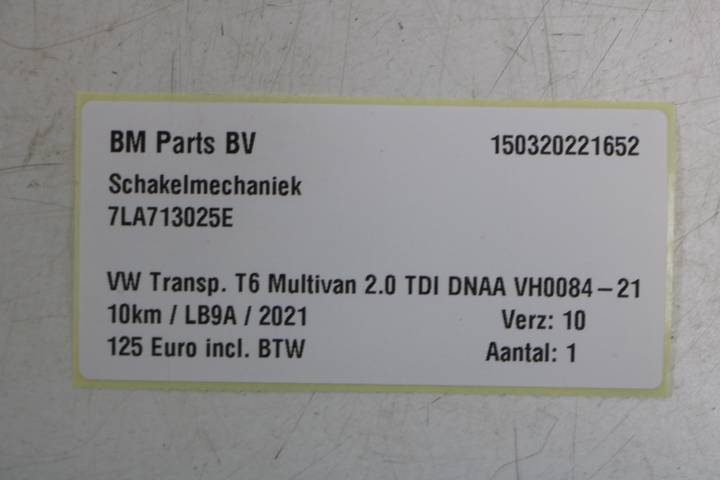 BM Parts BV 150320221652
Schakelmechaniek
7LA713025E
VW Transp. T6 Multivan 2.0 TDI DNAA VH0084-21
10km / LB9A / 2021 Verz: 10
125 Euro incl. BTW Aantal: 1